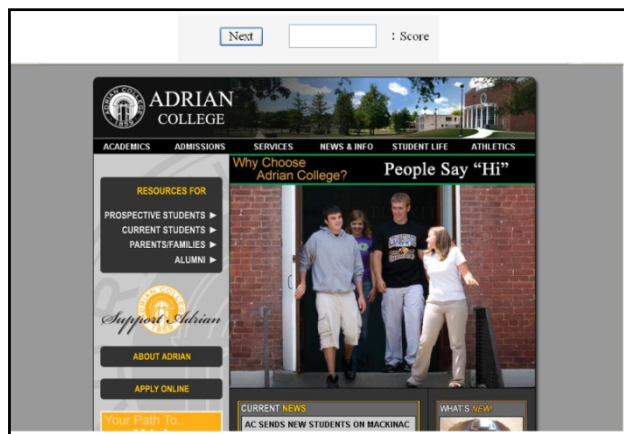 Next : Score
ADRIAN
COLLEGE
ACADEMICS ADMISSIONS SERVICES NEWS & INFO STUDENT LIFE ATHLETICS
Why Choose
Adrian College?
People Say “Hi”
RESOURCES FOR
PROSPECTIVE STUDENTS ►
CURRENT STUDENTS ►
PARENTS/FAMILIES ►
ALUMNI ►
Support Adrian
ABOUT ADRIAN
APPLY ONLINE
Your Path To...
CURRENT NEWS
AC SENDS NEW STUDENTS ON MACKINAC
WHAT'S NEW!